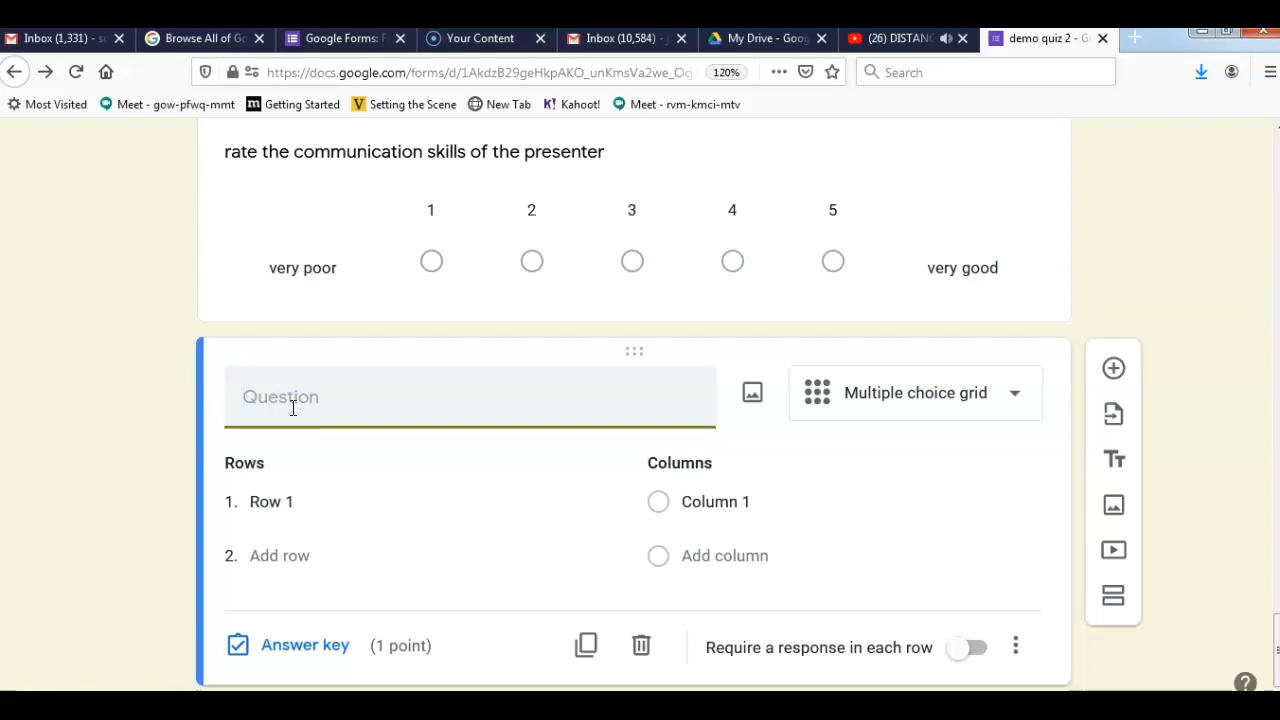 Inbox (1,331) - se
Browse All of Go
Google Forms: F
Your Content
Inbox (10,584) - j
My Drive - Goog
(26) DISTANC
demo quiz 2 - G
https://docs.google.com/forms/d/1AkdzB29geHkpAKO_unKmsVa2we_Ocj
120%
Search
Most Visited
Meet - gow-pfwq-mmt
Getting Started
Setting the Scene
New Tab
Kahoot!
Meet - rvm-kmci-mtv
rate the communication skills of the presenter
1 2 3 4 5
very poor very good
Question
Multiple choice grid
Rows Columns
1. Row 1 Column 1
2. Add row Add column
Answer key (1 point)
Require a response in each row